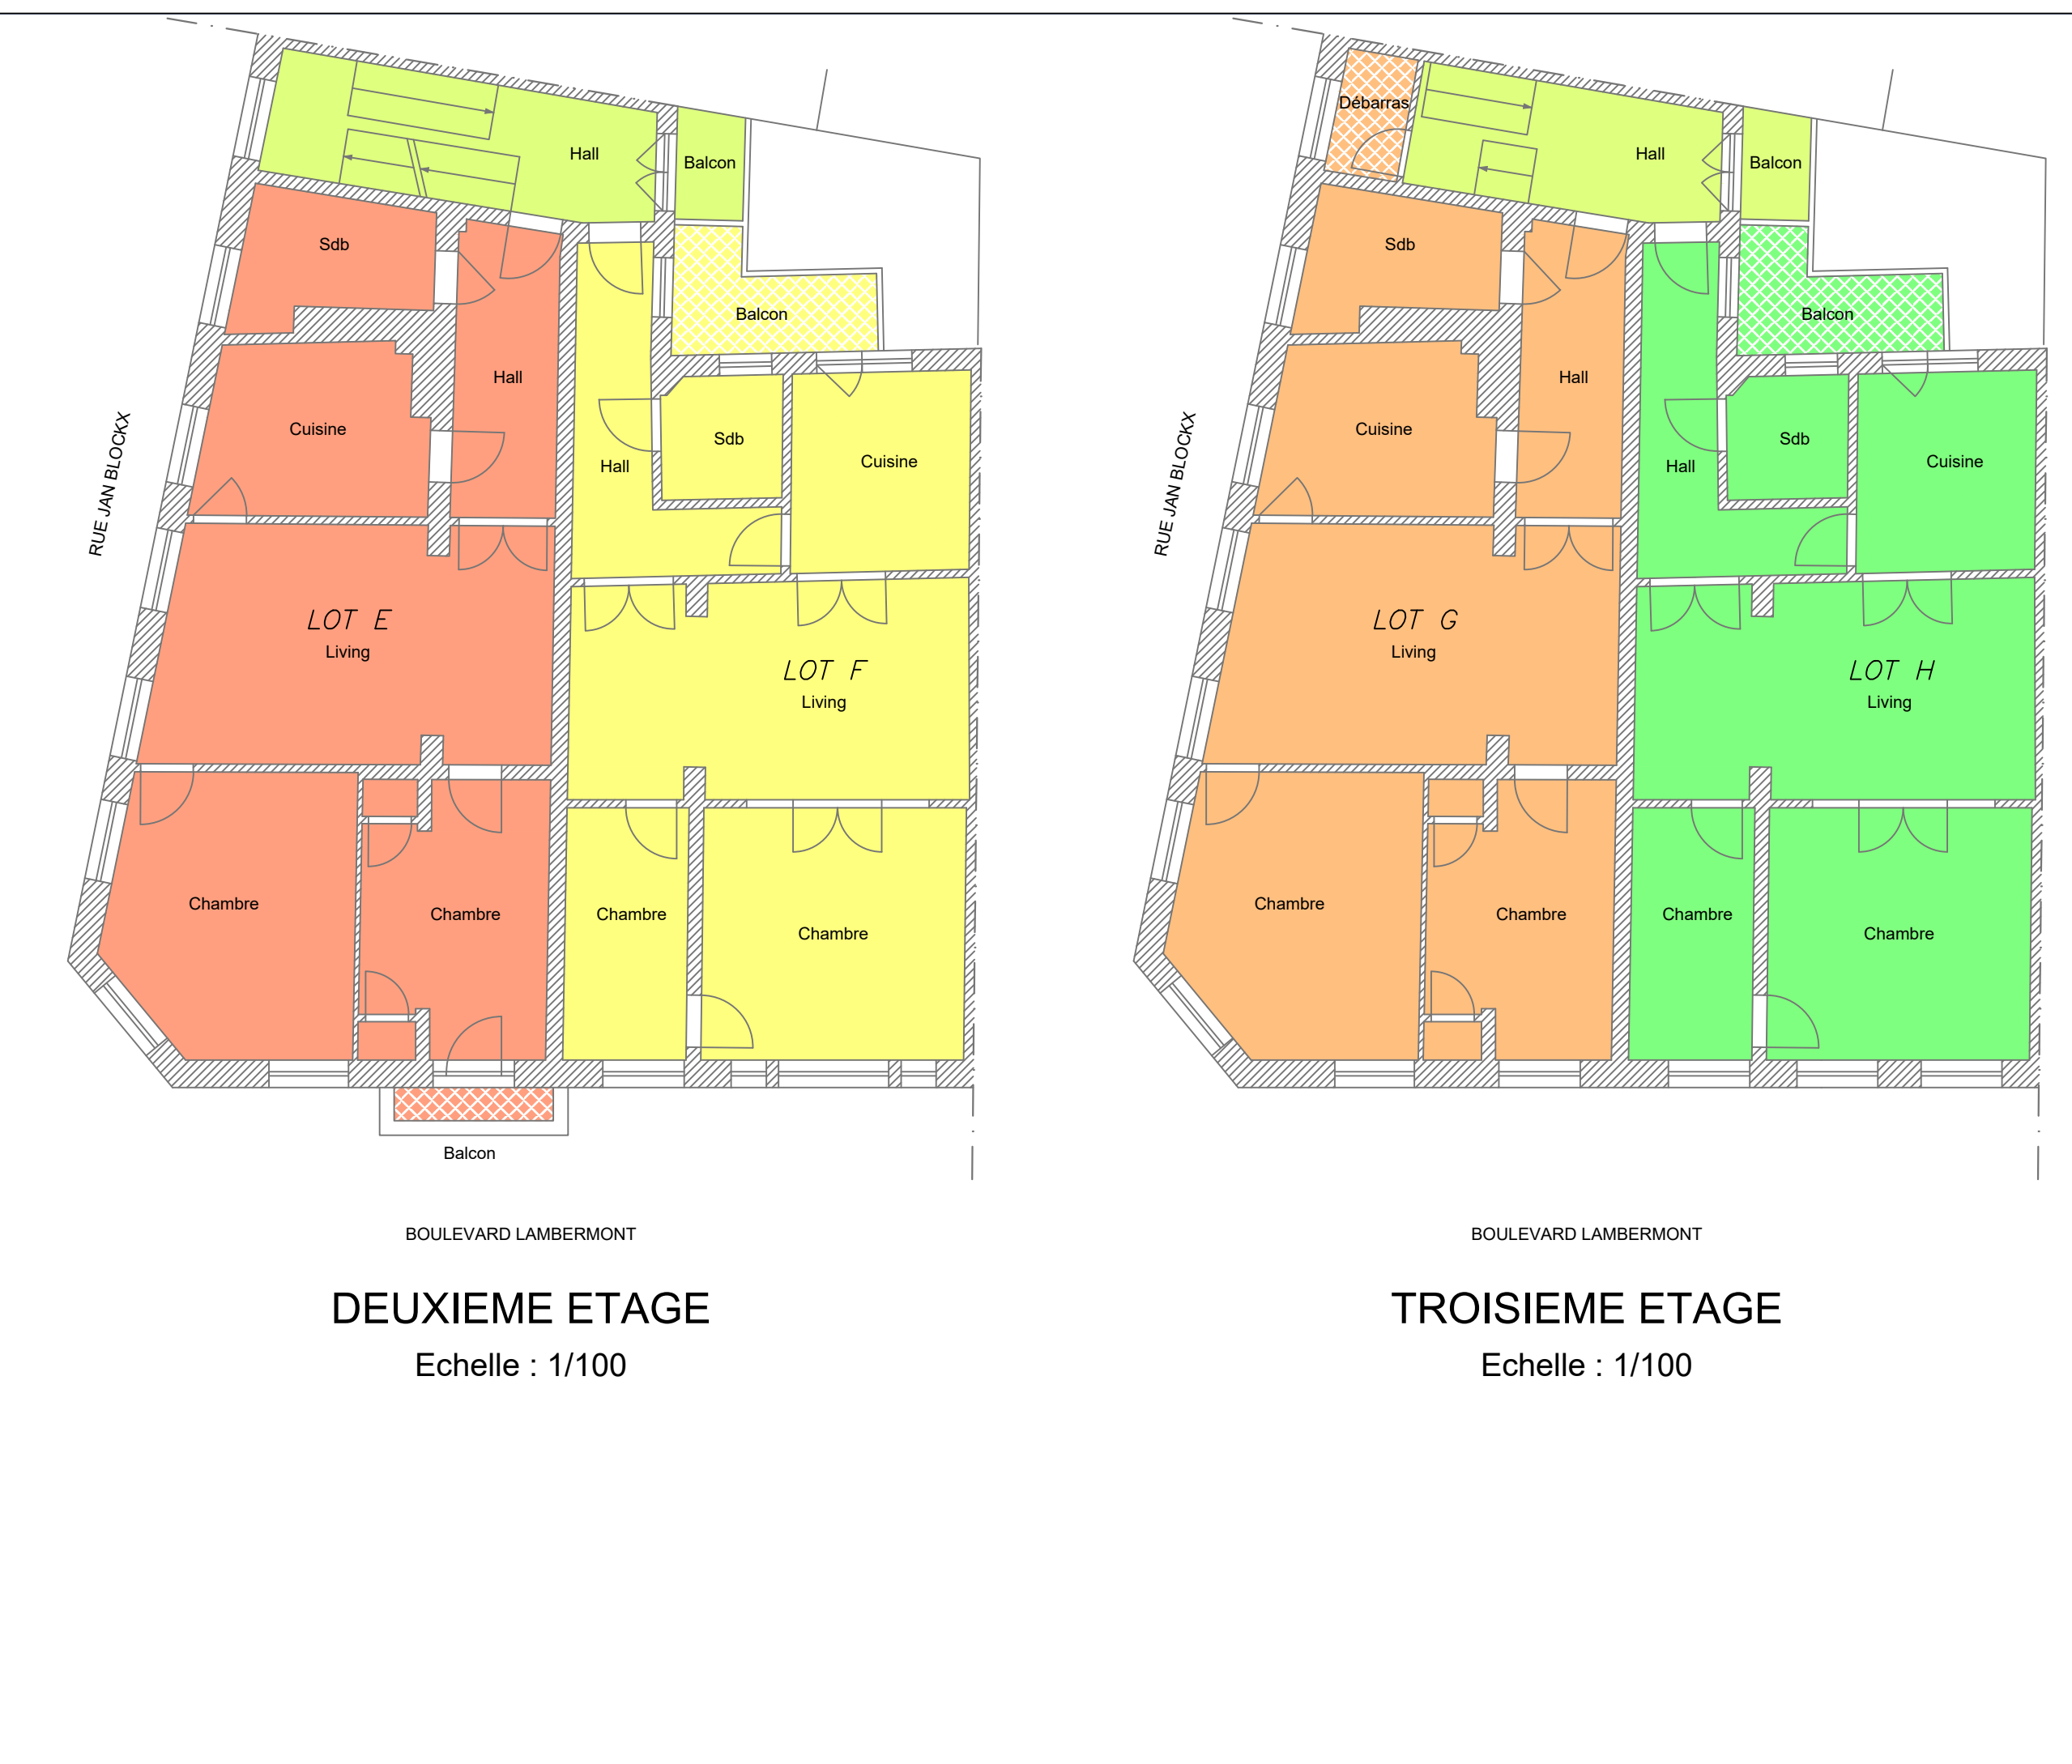 Hall
Balcon
Sdb
Balcon
Hall
Cuisine
Sdb
Cuisine
Hall
RUE JAN BLOCKX
LOT E
Living
LOT F
Living
Chambre
Chambre
Chambre
Chambre
Balcon
BOULEVARD LAMBERMONT
DEUXIEME ETAGE
Echelle : 1/100
Débarras
Hall
Balcon
Sdb
Balcon
Hall
Cuisine
Sdb
Cuisine
Hall
RUE JAN BLOCKX
LOT G
Living
LOT H
Living
Chambre
Chambre
Chambre
Chambre
BOULEVARD LAMBERMONT
TROISIEME ETAGE
Echelle : 1/100